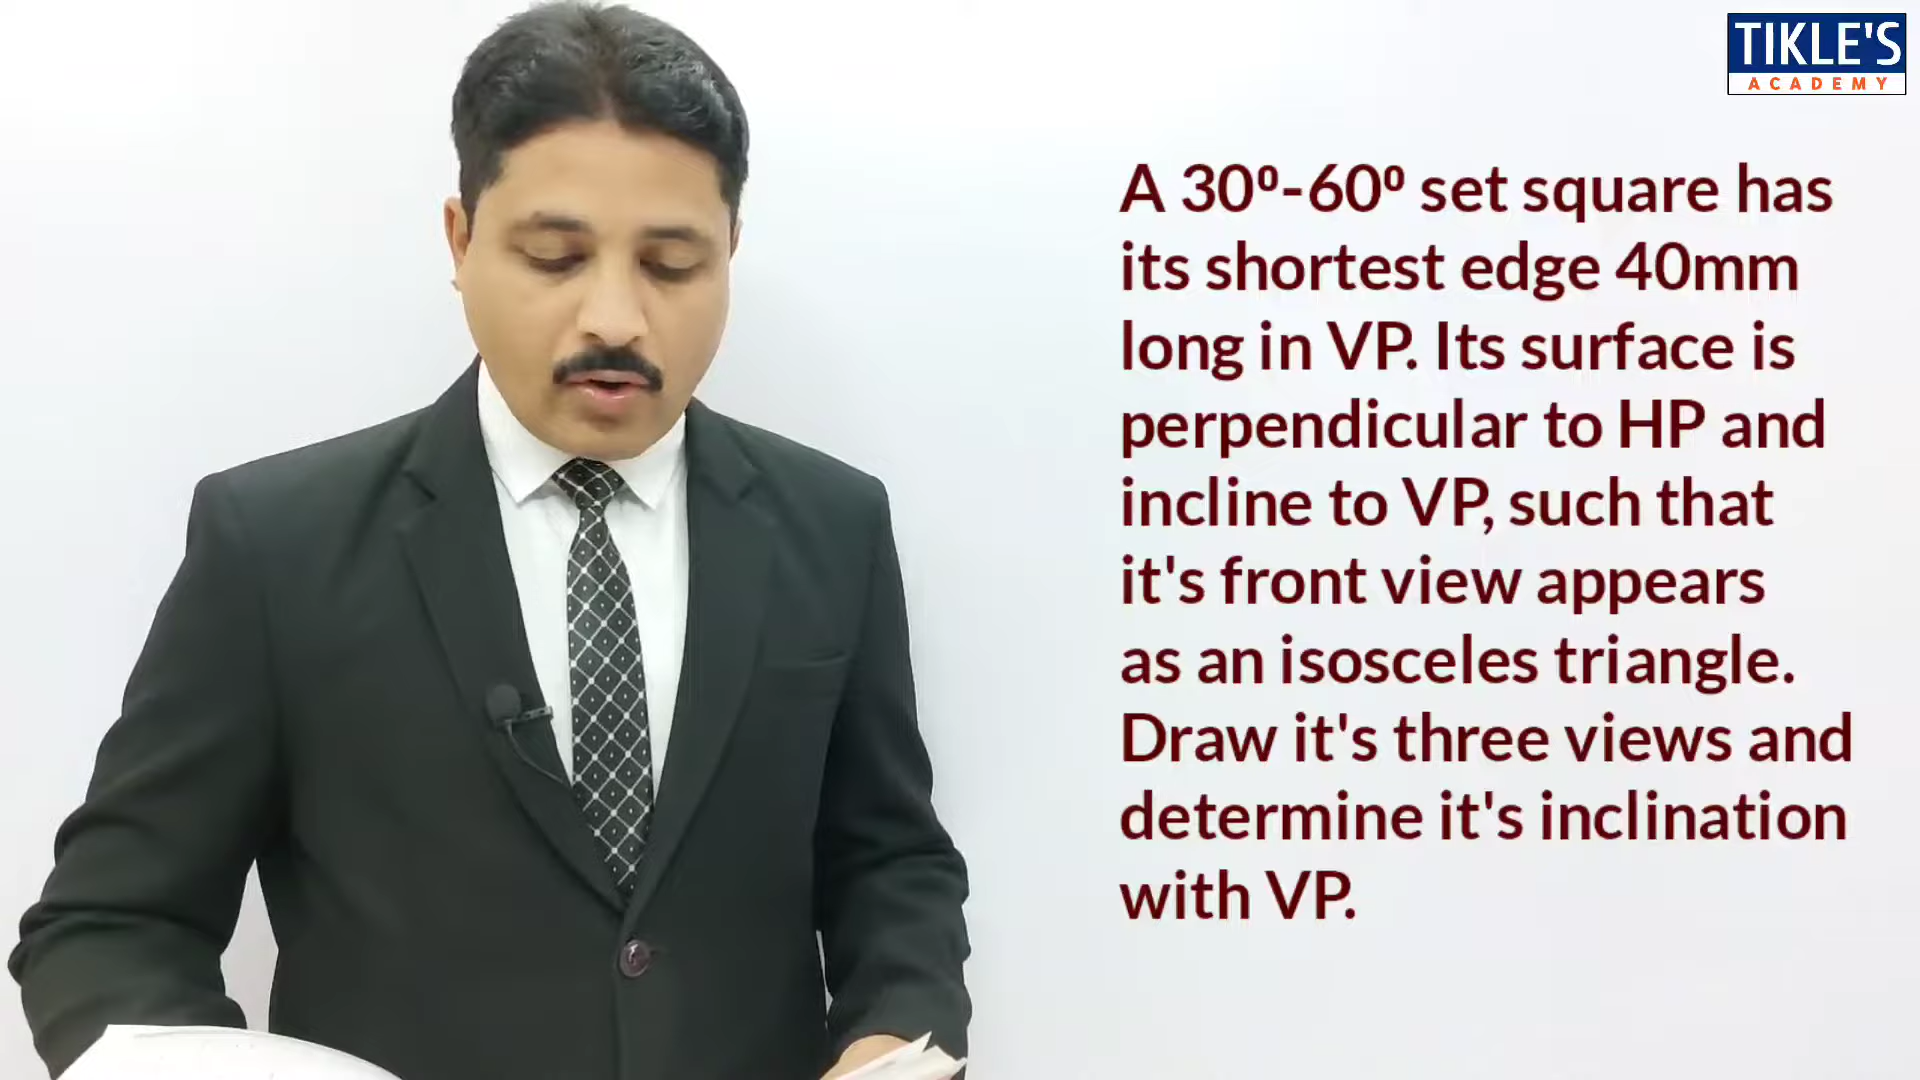 TIKLE'S
ACADEMY
A 30⁰-60⁰ set square has
its shortest edge 40mm
long in VP. Its surface is
perpendicular to HP and
incline to VP, such that
it's front view appears
as an isosceles triangle.
Draw it's three views and
determine it's inclination
with VP.